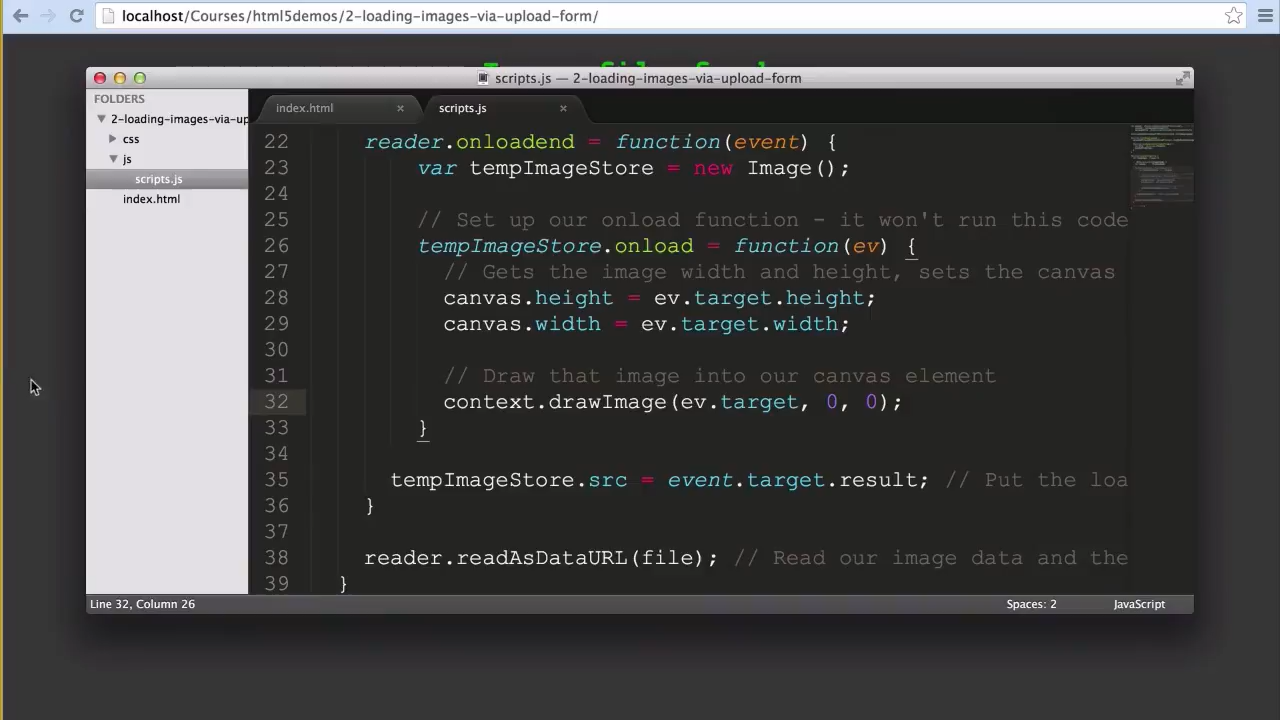 localhost/Courses/html5demos/2-loading-images-via-upload-form/
scripts.js — 2-loading-images-via-upload-form
FOLDERS
2-loading-images-via-up
css
js
scripts.js
index.html
index.html
scripts.js
22 reader.onloadend = function(event) {
23 var tempImageStore = new Image();
24
25 // Set up our onload function - it won't run this code
26 tempImageStore.onload = function(ev) {
27 // Gets the image width and height, sets the canvas
28 canvas.height = ev.target.height;
29 canvas.width = ev.target.width;
30
31 // Draw that image into our canvas element
32 context.drawImage(ev.target, 0, 0);
33 }
34
35 tempImageStore.src = event.target.result; // Put the loa
36 }
37
38 reader.readAsDataURL(file); // Read our image data and the
39 }
Line 32, Column 26
Spaces: 2
JavaScript